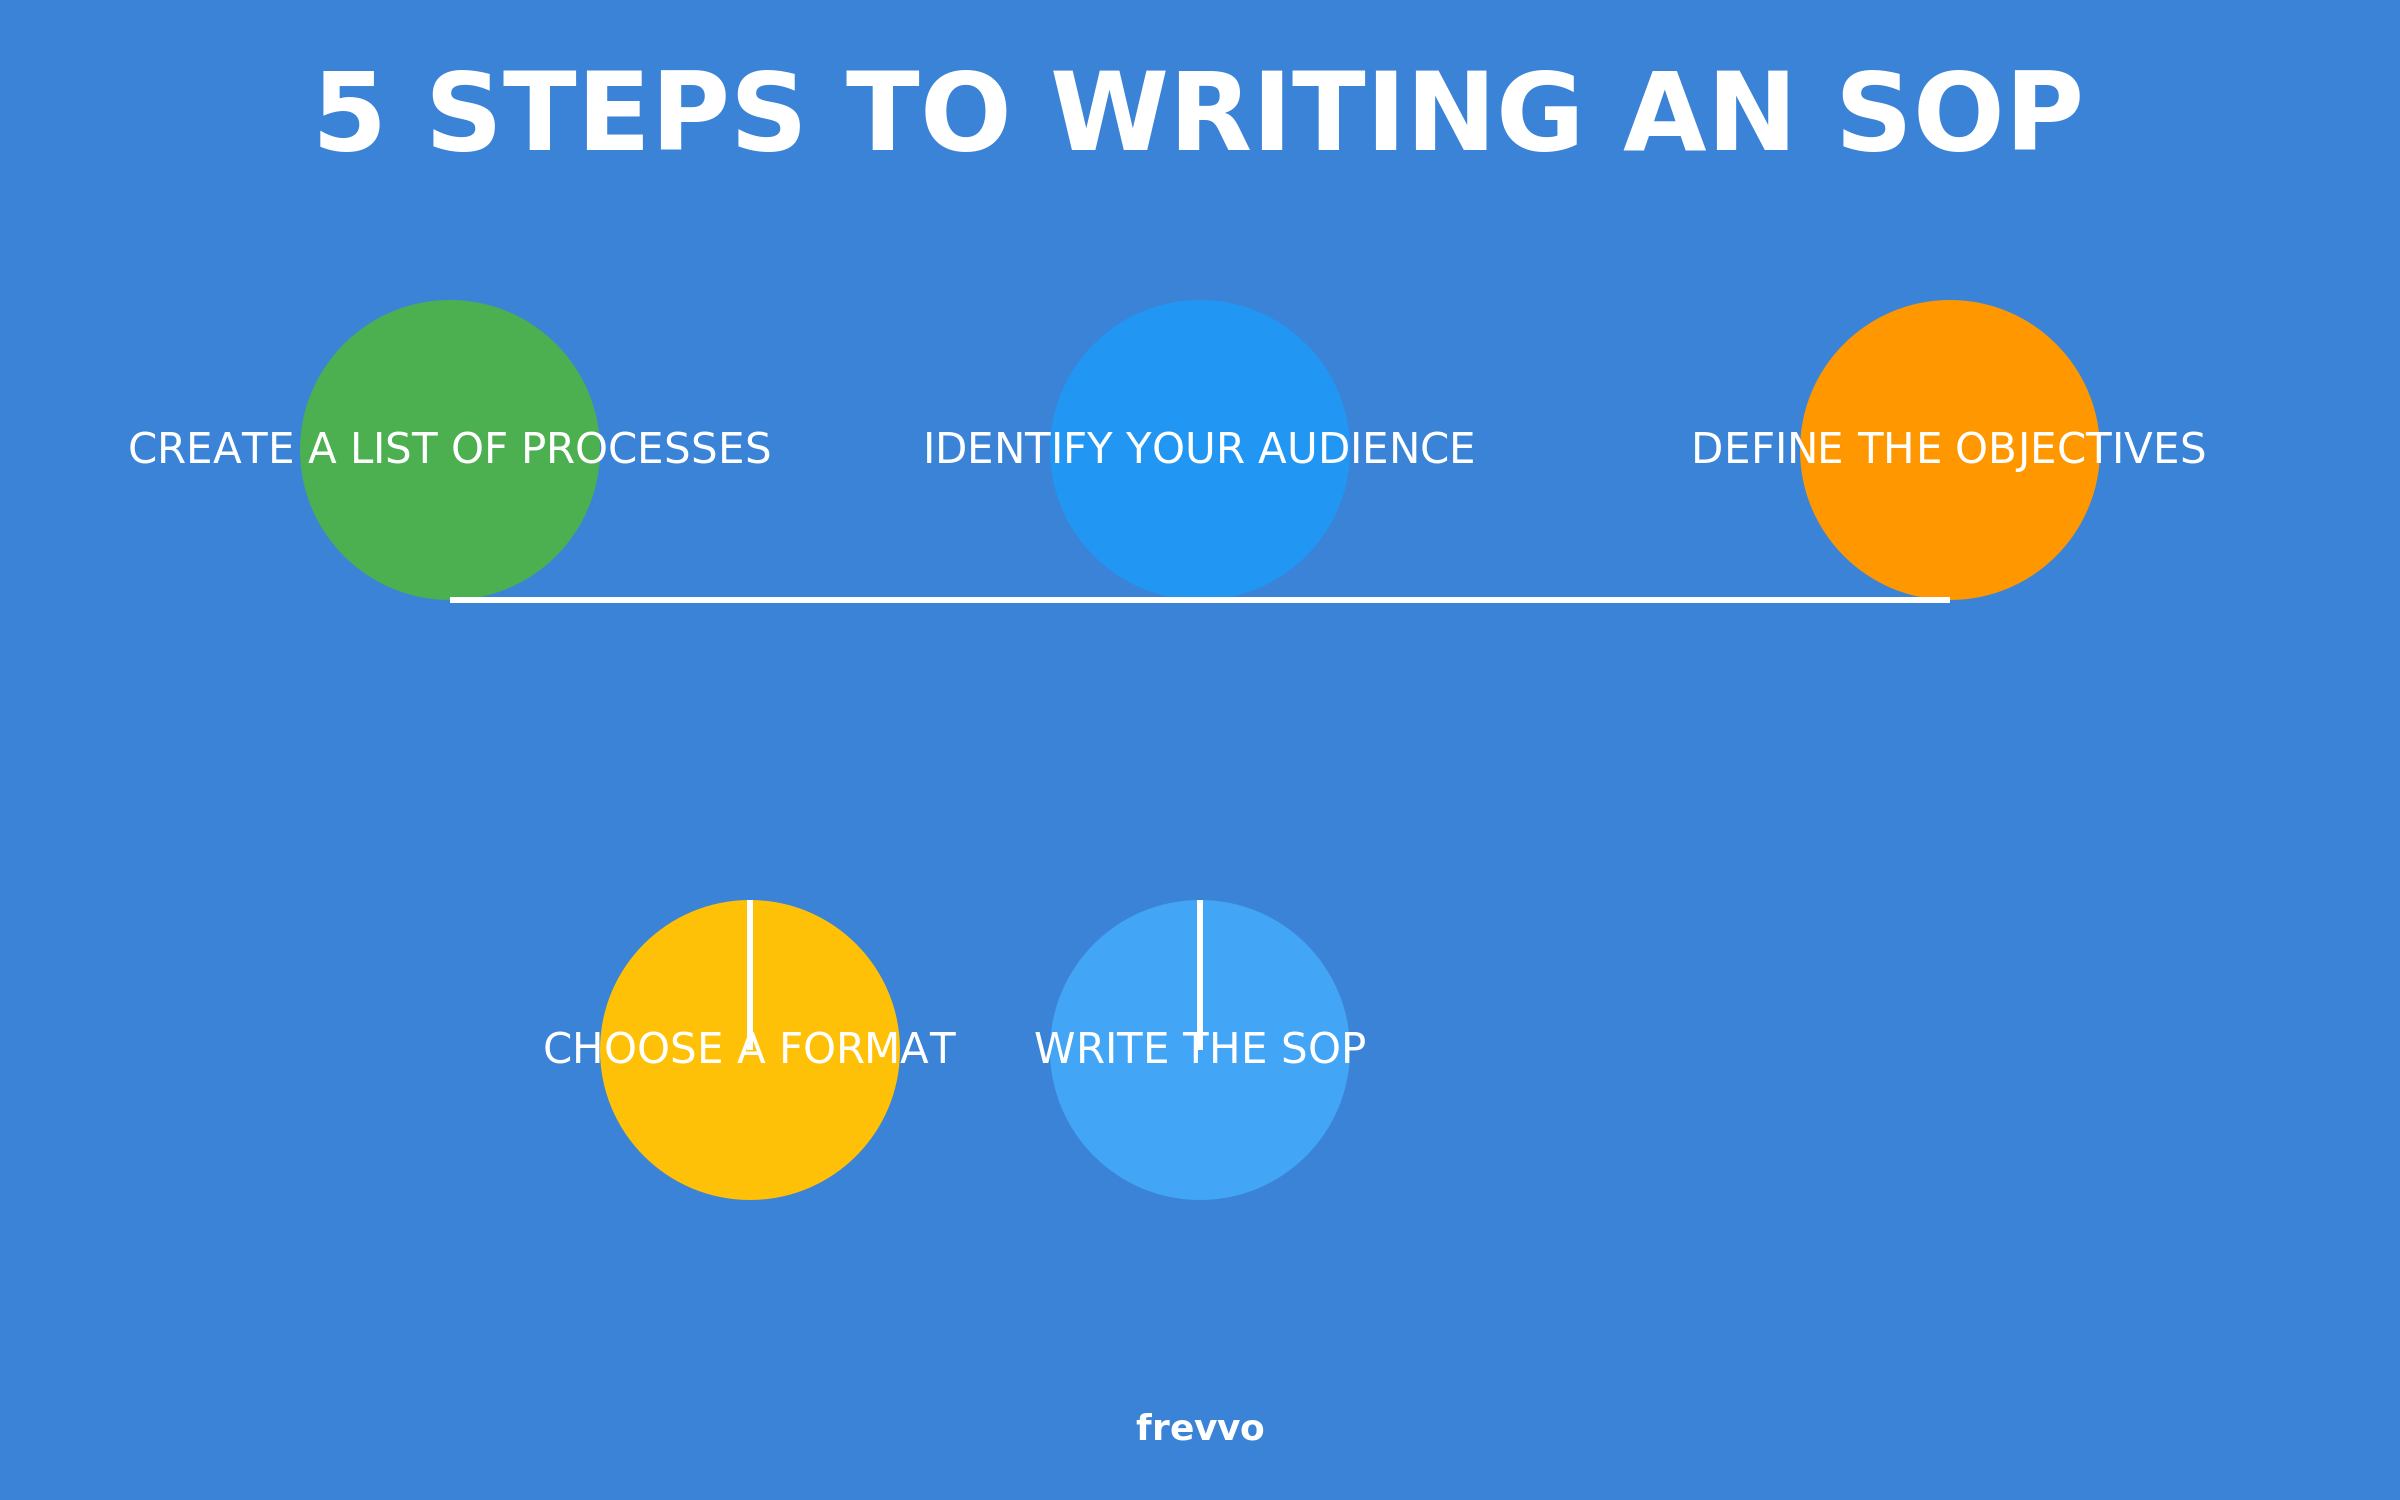 5 STEPS TO WRITING AN SOP
CREATE A LIST OF PROCESSES
IDENTIFY YOUR AUDIENCE
DEFINE THE OBJECTIVES
CHOOSE A FORMAT
WRITE THE SOP
frevvo